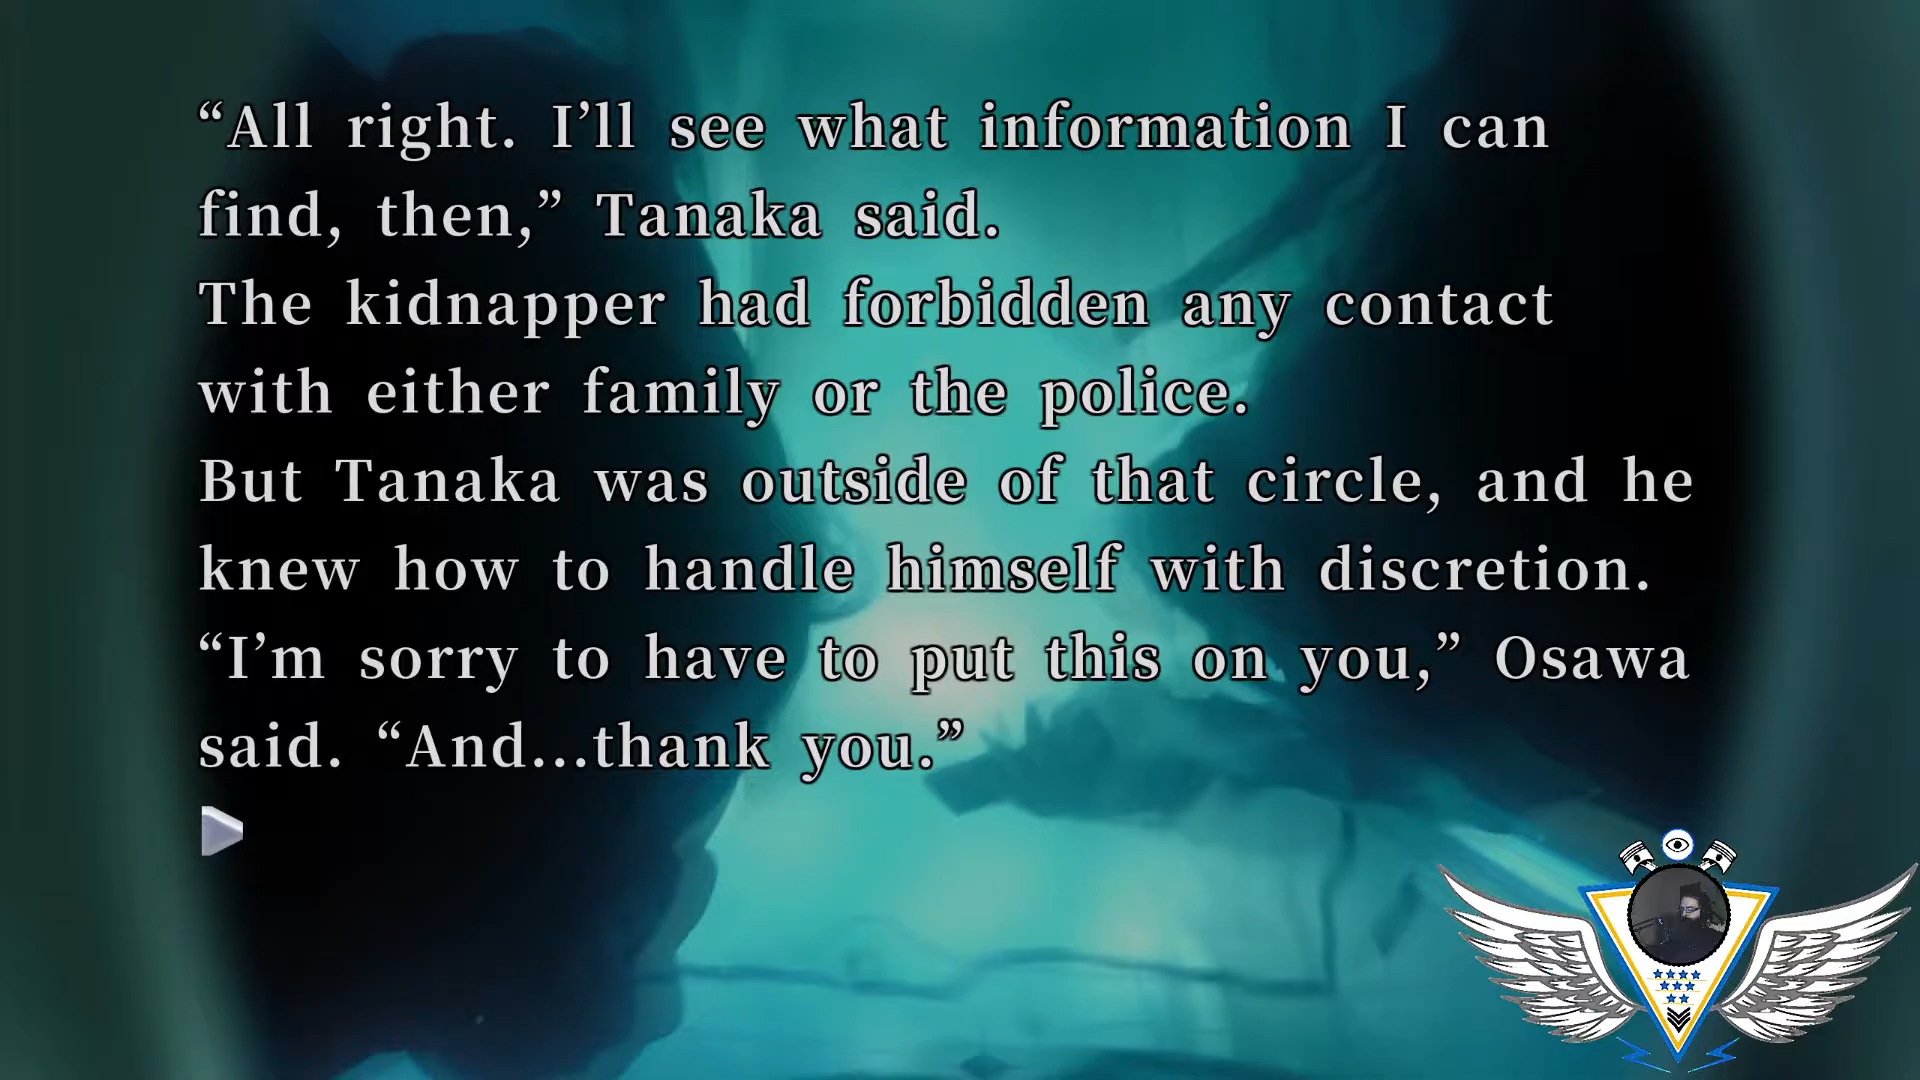 “All right. I’ll see what information I can
find, then,” Tanaka said.
The kidnapper had forbidden any contact
with either family or the police.
But Tanaka was outside of that circle, and he
knew how to handle himself with discretion.
“I’m sorry to have to put this on you,” Osawa
said. “And...thank you.”